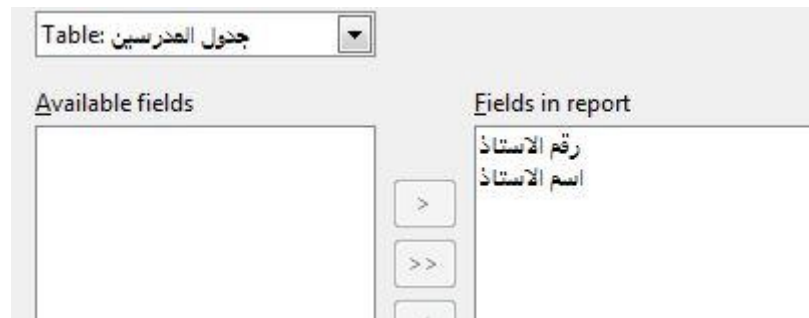 Table: جدول المدرسين
Available fields
Fields in report
رقم الاستاذ
اسم الاستاذ
>
>>